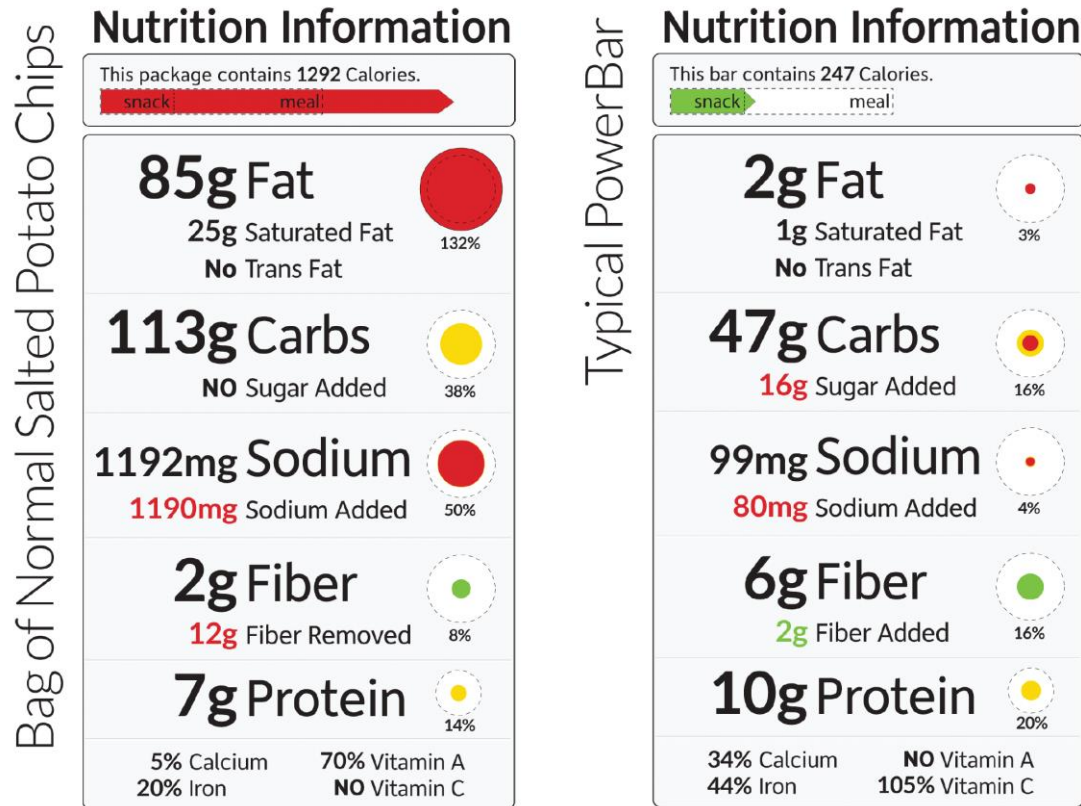 Bag of Normal Salted Potato Chips
Nutrition Information
This package contains 1292 Calories.
snack meal
85g Fat
25g Saturated Fat
132%
No Trans Fat
113g Carbs
NO Sugar Added
38%
1192mg Sodium
1190mg Sodium Added
50%
2g Fiber
12g Fiber Removed
8%
7g Protein
14%
5% Calcium 70% Vitamin A
20% Iron NO Vitamin C
Typical PowerBar
Nutrition Information
This bar contains 247 Calories.
snack meal
2g Fat
1g Saturated Fat
3%
No Trans Fat
47g Carbs
16g Sugar Added
16%
99mg Sodium
80mg Sodium Added
4%
6g Fiber
2g Fiber Added
16%
10g Protein
20%
34% Calcium NO Vitamin A
44% Iron 105% Vitamin C